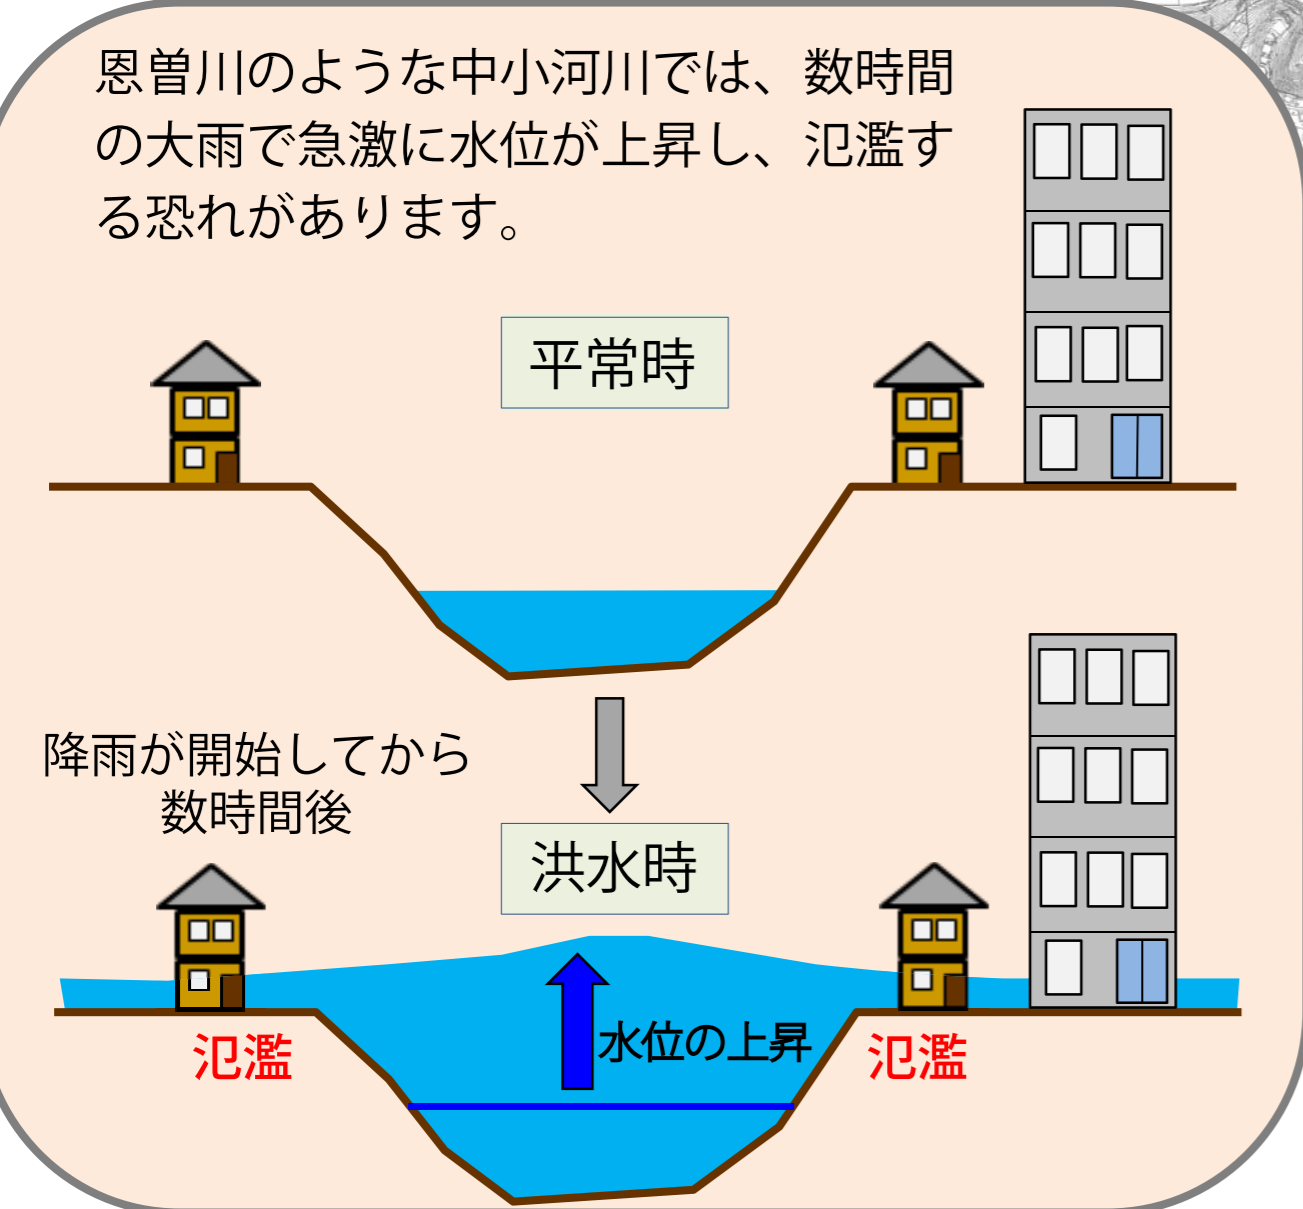 恩曽川のような中小河川では、数時間
の大雨で急激に水位が上昇し、氾濫す
る恐れがあります。
平常時
降雨が開始してから
数時間後
洪水時
水位の上昇
氾濫
氾濫